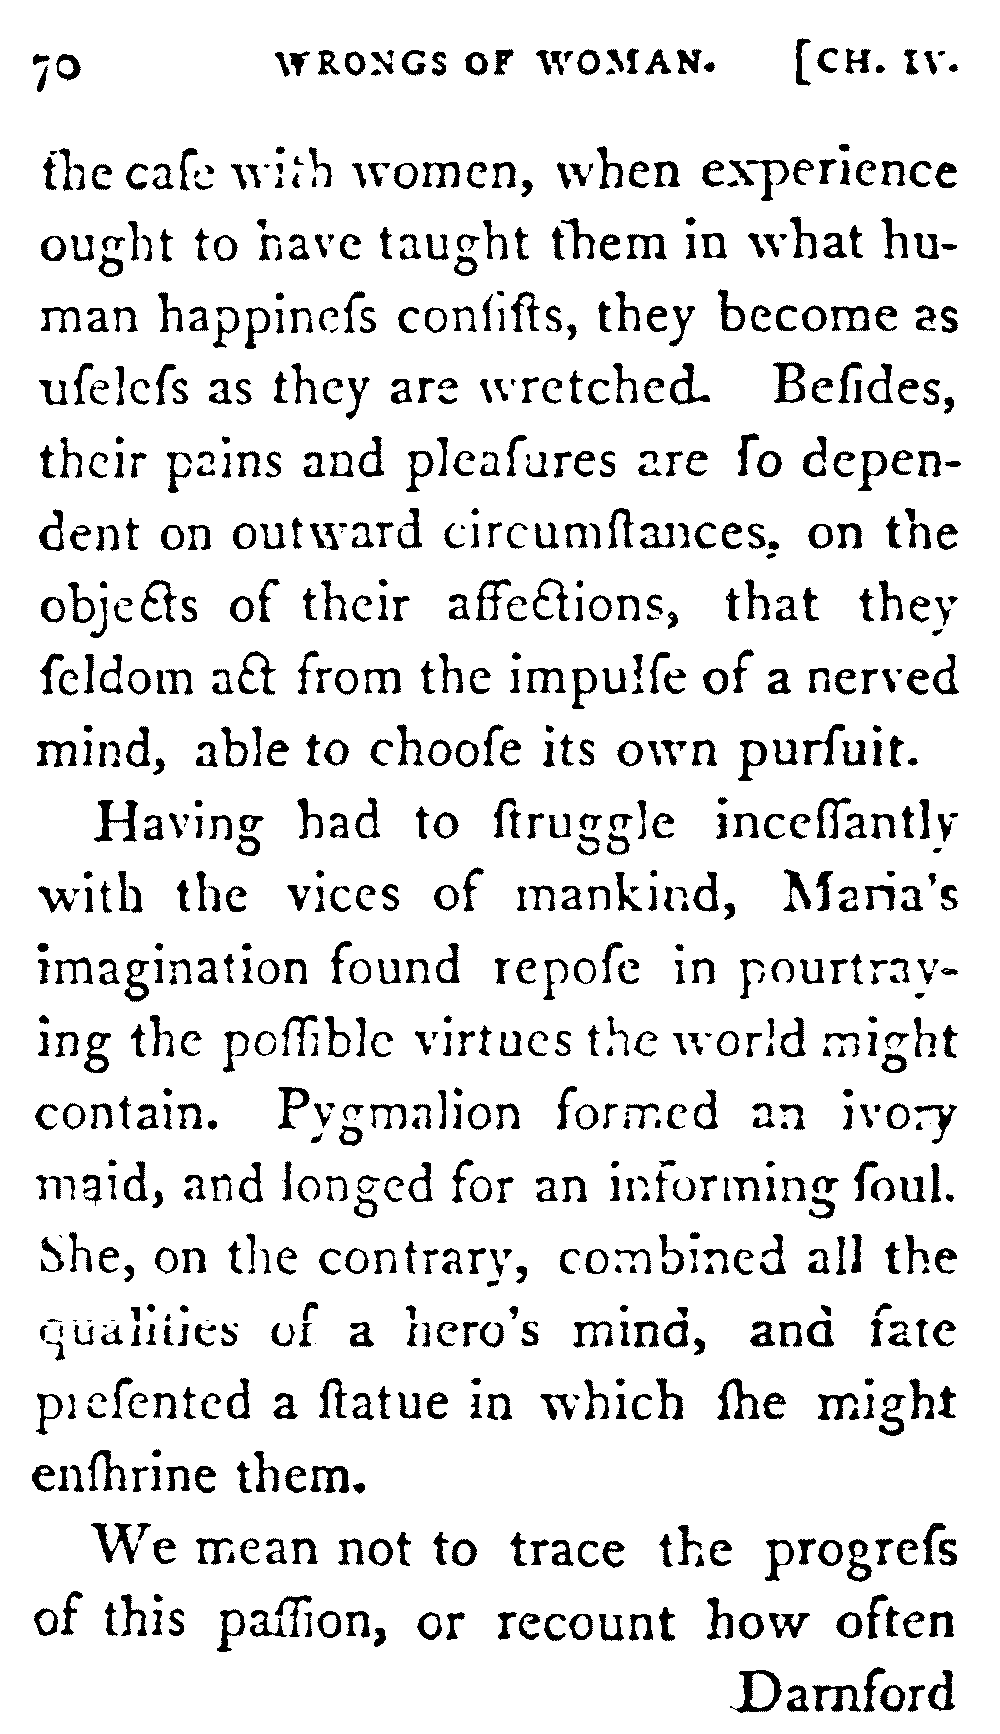 70 WRONGS OF WOMAN. [CH. IV.
the caſe with women, when experience
ought to have taught them in what hu-
man happineſs conſiſts, they become as
uſeleſs as they are wretched. Beſides,
their pains and pleaſures are ſo depen-
dent on outward circumſtances, on the
objects of their affections, that they
ſeldom act from the impulſe of a nerved
mind, able to chooſe its own purſuit.
Having had to ſtruggle inceſſantly
with the vices of mankind, Maria's
imagination found repoſe in pourtray-
ing the poſſible virtues the world might
contain. Pygmalion formed an ivory
maid, and longed for an informing ſoul.
She, on the contrary, combined all the
qualities of a hero's mind, and fate
preſented a ſtatue in which ſhe might
enſhrine them.
We mean not to trace the progreſs
of this paſſion, or recount how often
Darnford